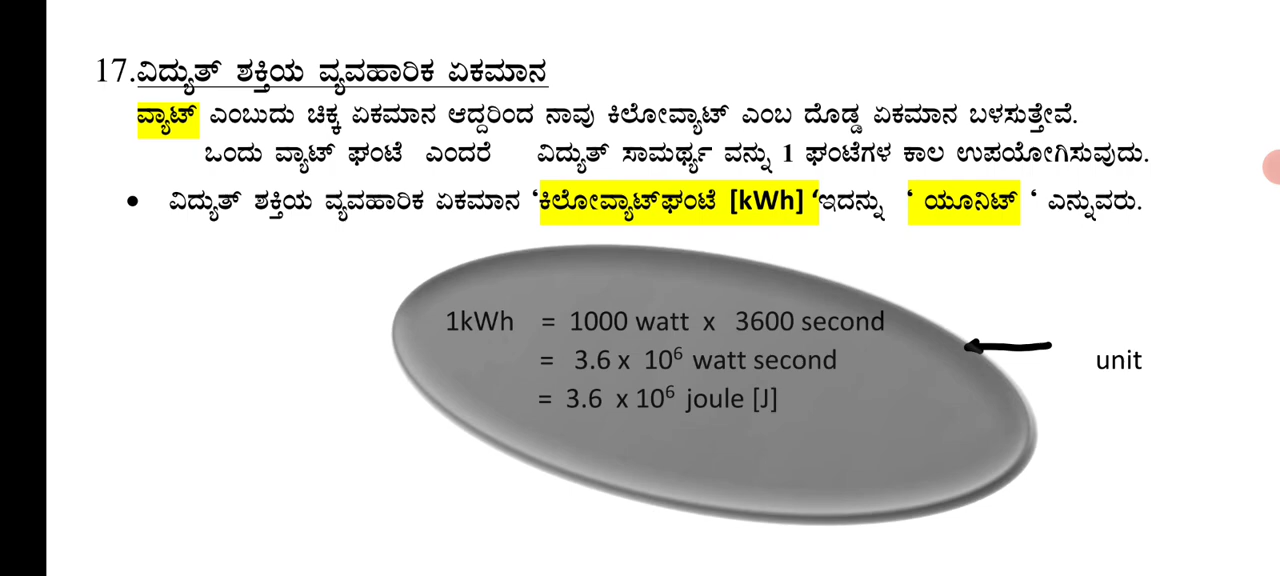 17.ವಿದ್ಯುತ್ ಶಕ್ತಿಯ ವ್ಯವಹಾರಿಕ ಏಕಮಾನ
ವ್ಯಾಟ್ ಎಂಬುದು ಚಿಕ್ಕ ಏಕಮಾನ ಆದ್ದರಿಂದ ನಾವು ಕಿಲೋವ್ಯಾಟ್ ಎಂಬ ದೊಡ್ಡ ಏಕಮಾನ ಬಳಸುತ್ತೇವೆ.
ಒಂದು ವ್ಯಾಟ್ ಘಂಟೆ ಎಂದರೆ ವಿದ್ಯುತ್ ಸಾಮರ್ಥ್ಯ ವನ್ನು 1 ಘಂಟೆಗಳ ಕಾಲ ಉಪಯೋಗಿಸುವುದು.
• ವಿದ್ಯುತ್ ಶಕ್ತಿಯ ವ್ಯವಹಾರಿಕ ಏಕಮಾನ ‘ಕಿಲೋವ್ಯಾಟ್‌ಘಂಟೆ [kWh] ‘ಇದನ್ನು ‘ ಯೂನಿಟ್ ‘ ಎನ್ನುವರು.
1kWh = 1000 watt x 3600 second
= 3.6 x 10⁶ watt second
unit
= 3.6 x 10⁶ joule [J]